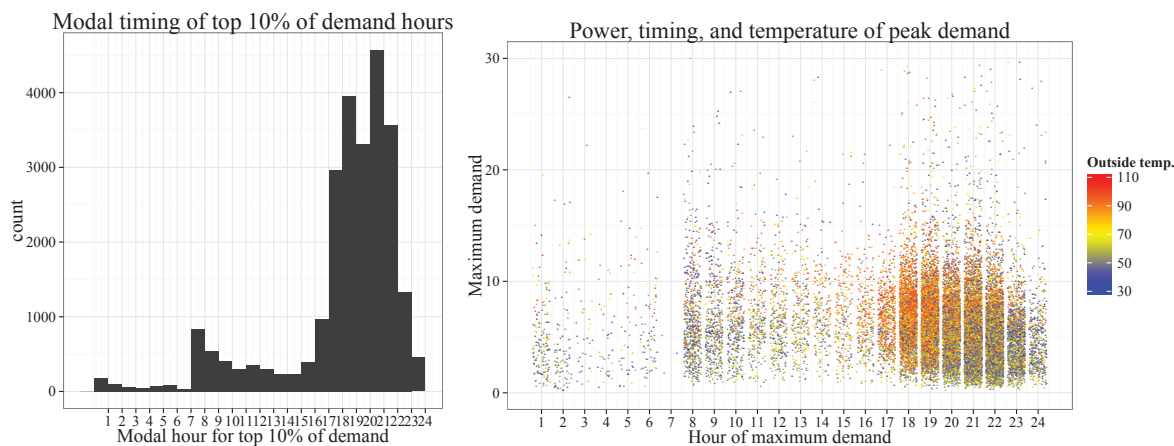 Modal timing of top 10% of demand hours
count
4000
3000
2000
1000
0
1 2 3 4 5 6 7 8 9 10 11 12 13 14 15 16 17 18 19 20 21 22 23 24
Modal hour for top 10% of demand
Power, timing, and temperature of peak demand
Maximum demand
30
20
10
0
1 2 3 4 5 6 7 8 9 10 11 12 13 14 15 16 17 18 19 20 21 22 23 24
Hour of maximum demand
Outside temp.
110
90
70
50
30